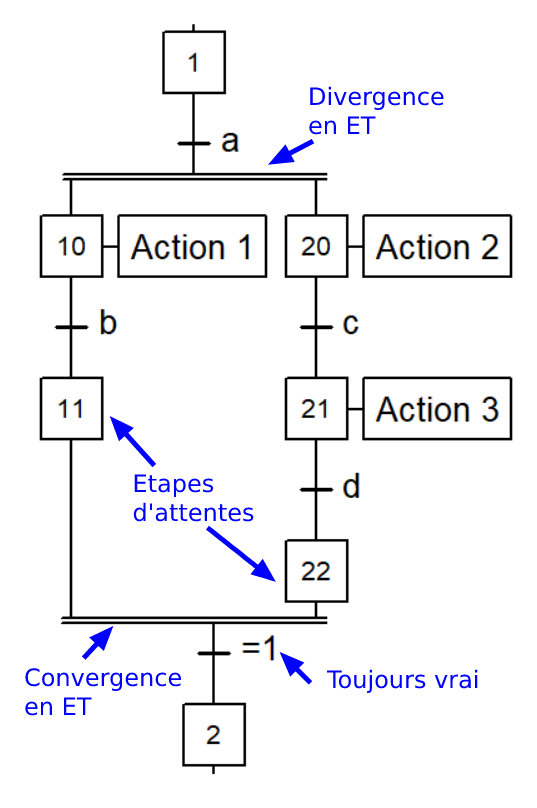 1
Divergence
en ET
a
10
Action 1
20
Action 2
b
c
11
21
Action 3
Etapes
d'attentes
d
22
=1
Convergence
en ET
Toujours vrai
2